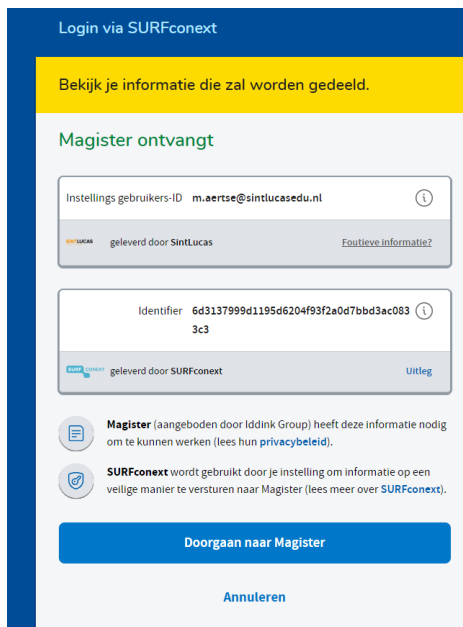 Login via SURFconext
Bekijk je informatie die zal worden gedeeld.
Magister ontvangt
Instellings gebruikers-ID m.aertse@sintlucasedu.nl i
SINTLUCAS geleverd door SintLucas Foutieve informatie?
Identifier 6d3137999d1195d6204f93f2a0d7bbd3ac083 i
3c3
SURF CONEXT geleverd door SURFconext Uitleg
Magister (aangeboden door Iddink Group) heeft deze informatie nodig
om te kunnen werken (lees hun privacybeleid).
SURFconext wordt gebruikt door je instelling om informatie op een
veilige manier te versturen naar Magister (lees meer over SURFconext).
Doorgaan naar Magister
Annuleren